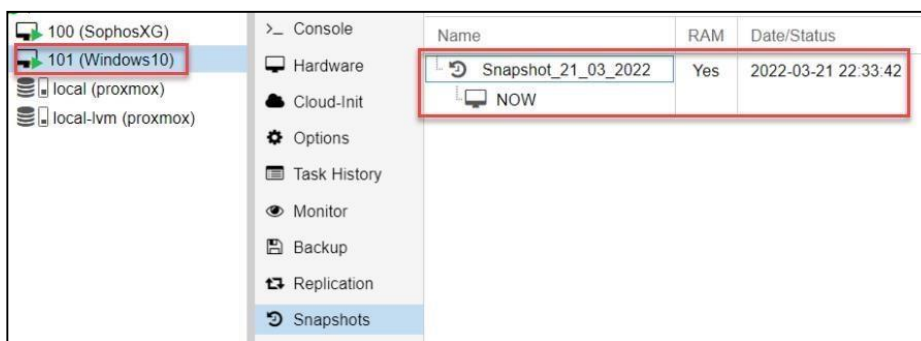 100 (SophosXG)
101 (Windows10)
local (proxmox)
local-lvm (proxmox)
>_ Console
Hardware
Cloud-Init
Options
Task History
Monitor
Backup
Replication
Snapshots
Name RAM Date/Status
Snapshot_21_03_2022 Yes 2022-03-21 22:33:42
NOW